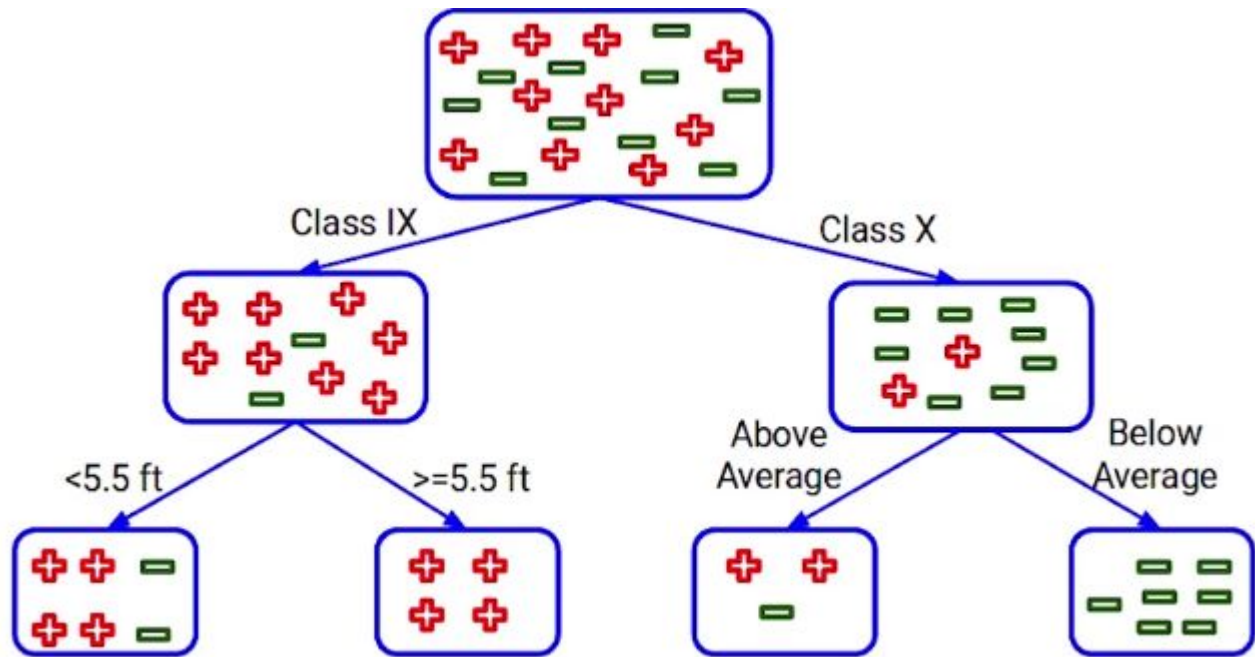 Class IX
Class X
<5.5 ft
>=5.5 ft
Above
Average
Below
Average